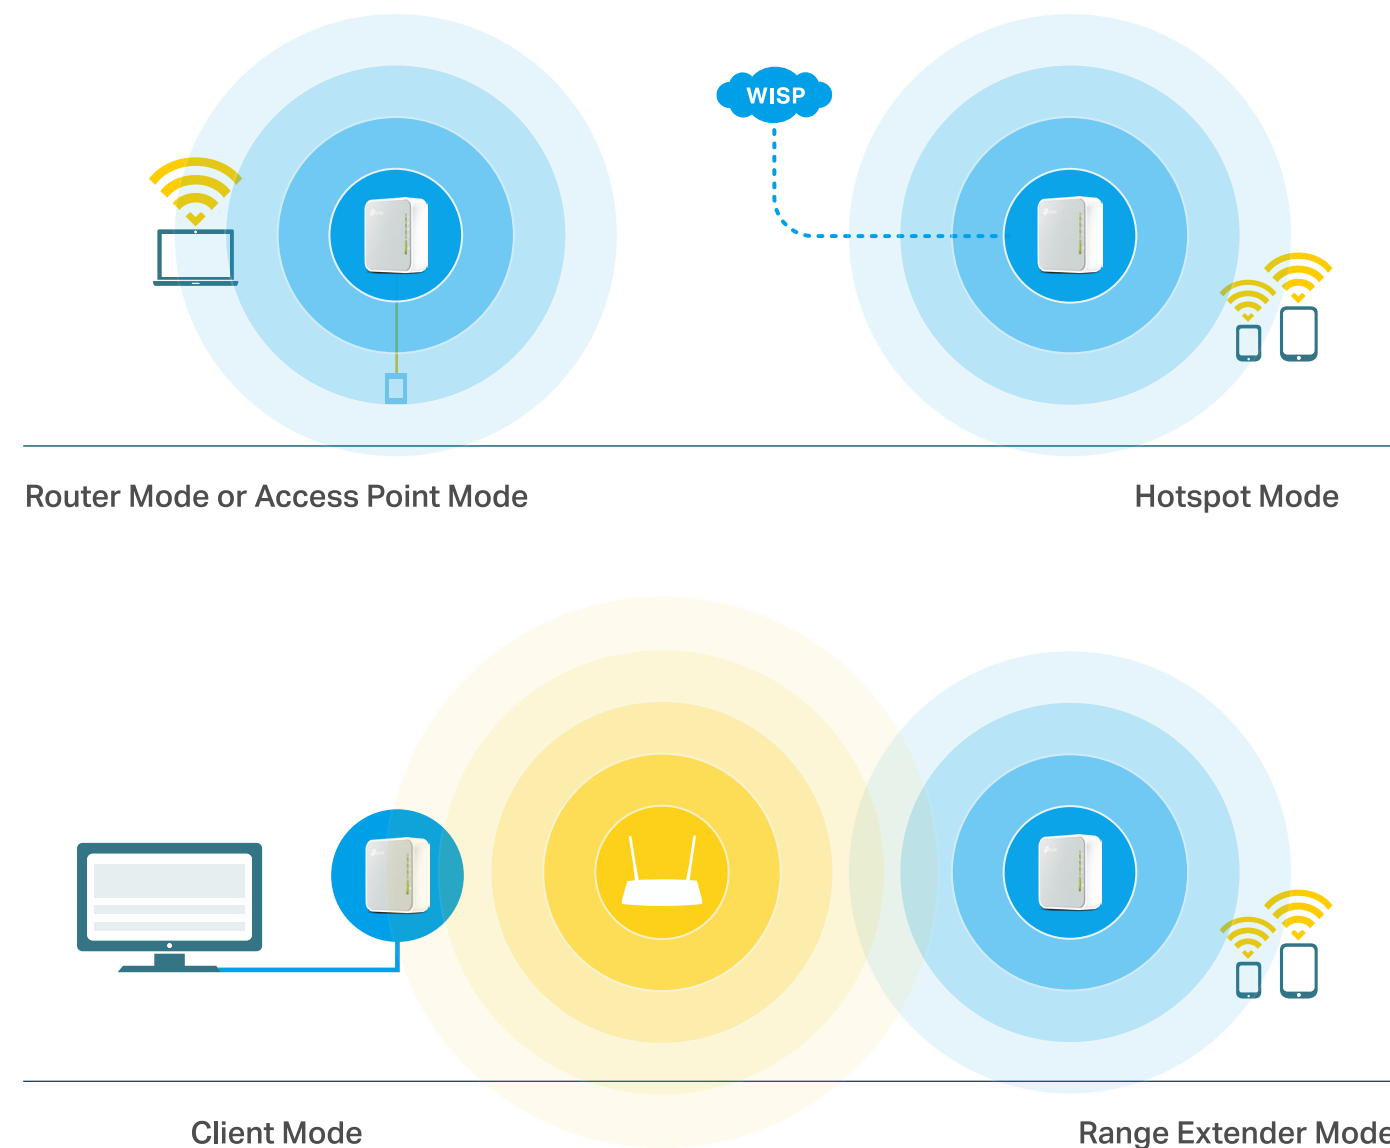 WISP
Router Mode or Access Point Mode
Hotspot Mode
Client Mode
Range Extender Mode